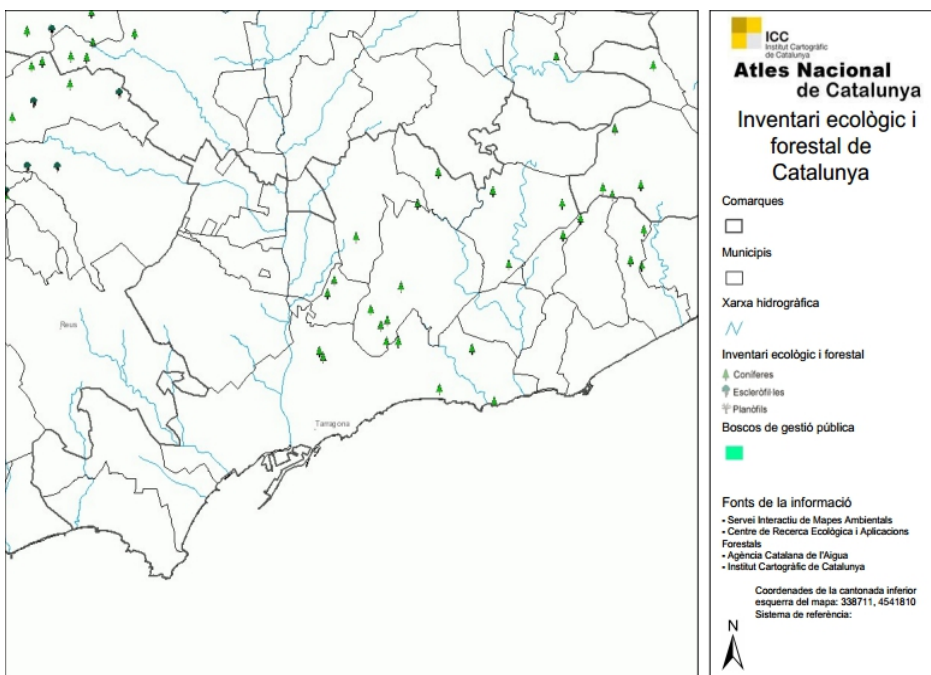 Reus
Tarragona
ICC
Institut Cartogràfic
de Catalunya
Atles Nacional
de Catalunya
Inventari ecològic i
forestal de
Catalunya
Comarques
Municipis
Xarxa hidrogràfica
Inventari ecològic i forestal
Coníferes
Escleròfil·les
Planòfils
Boscos de gestió pública
Fonts de la informació
- Servei Interactiu de Mapes Ambientals
- Centre de Recerca Ecològica i Aplicacions
Forestals
- Agència Catalana de l'Aigua
- Institut Cartogràfic de Catalunya
Coordenades de la cantonada inferior
esquerra del mapa: 338711, 4541810
Sistema de referència:
N